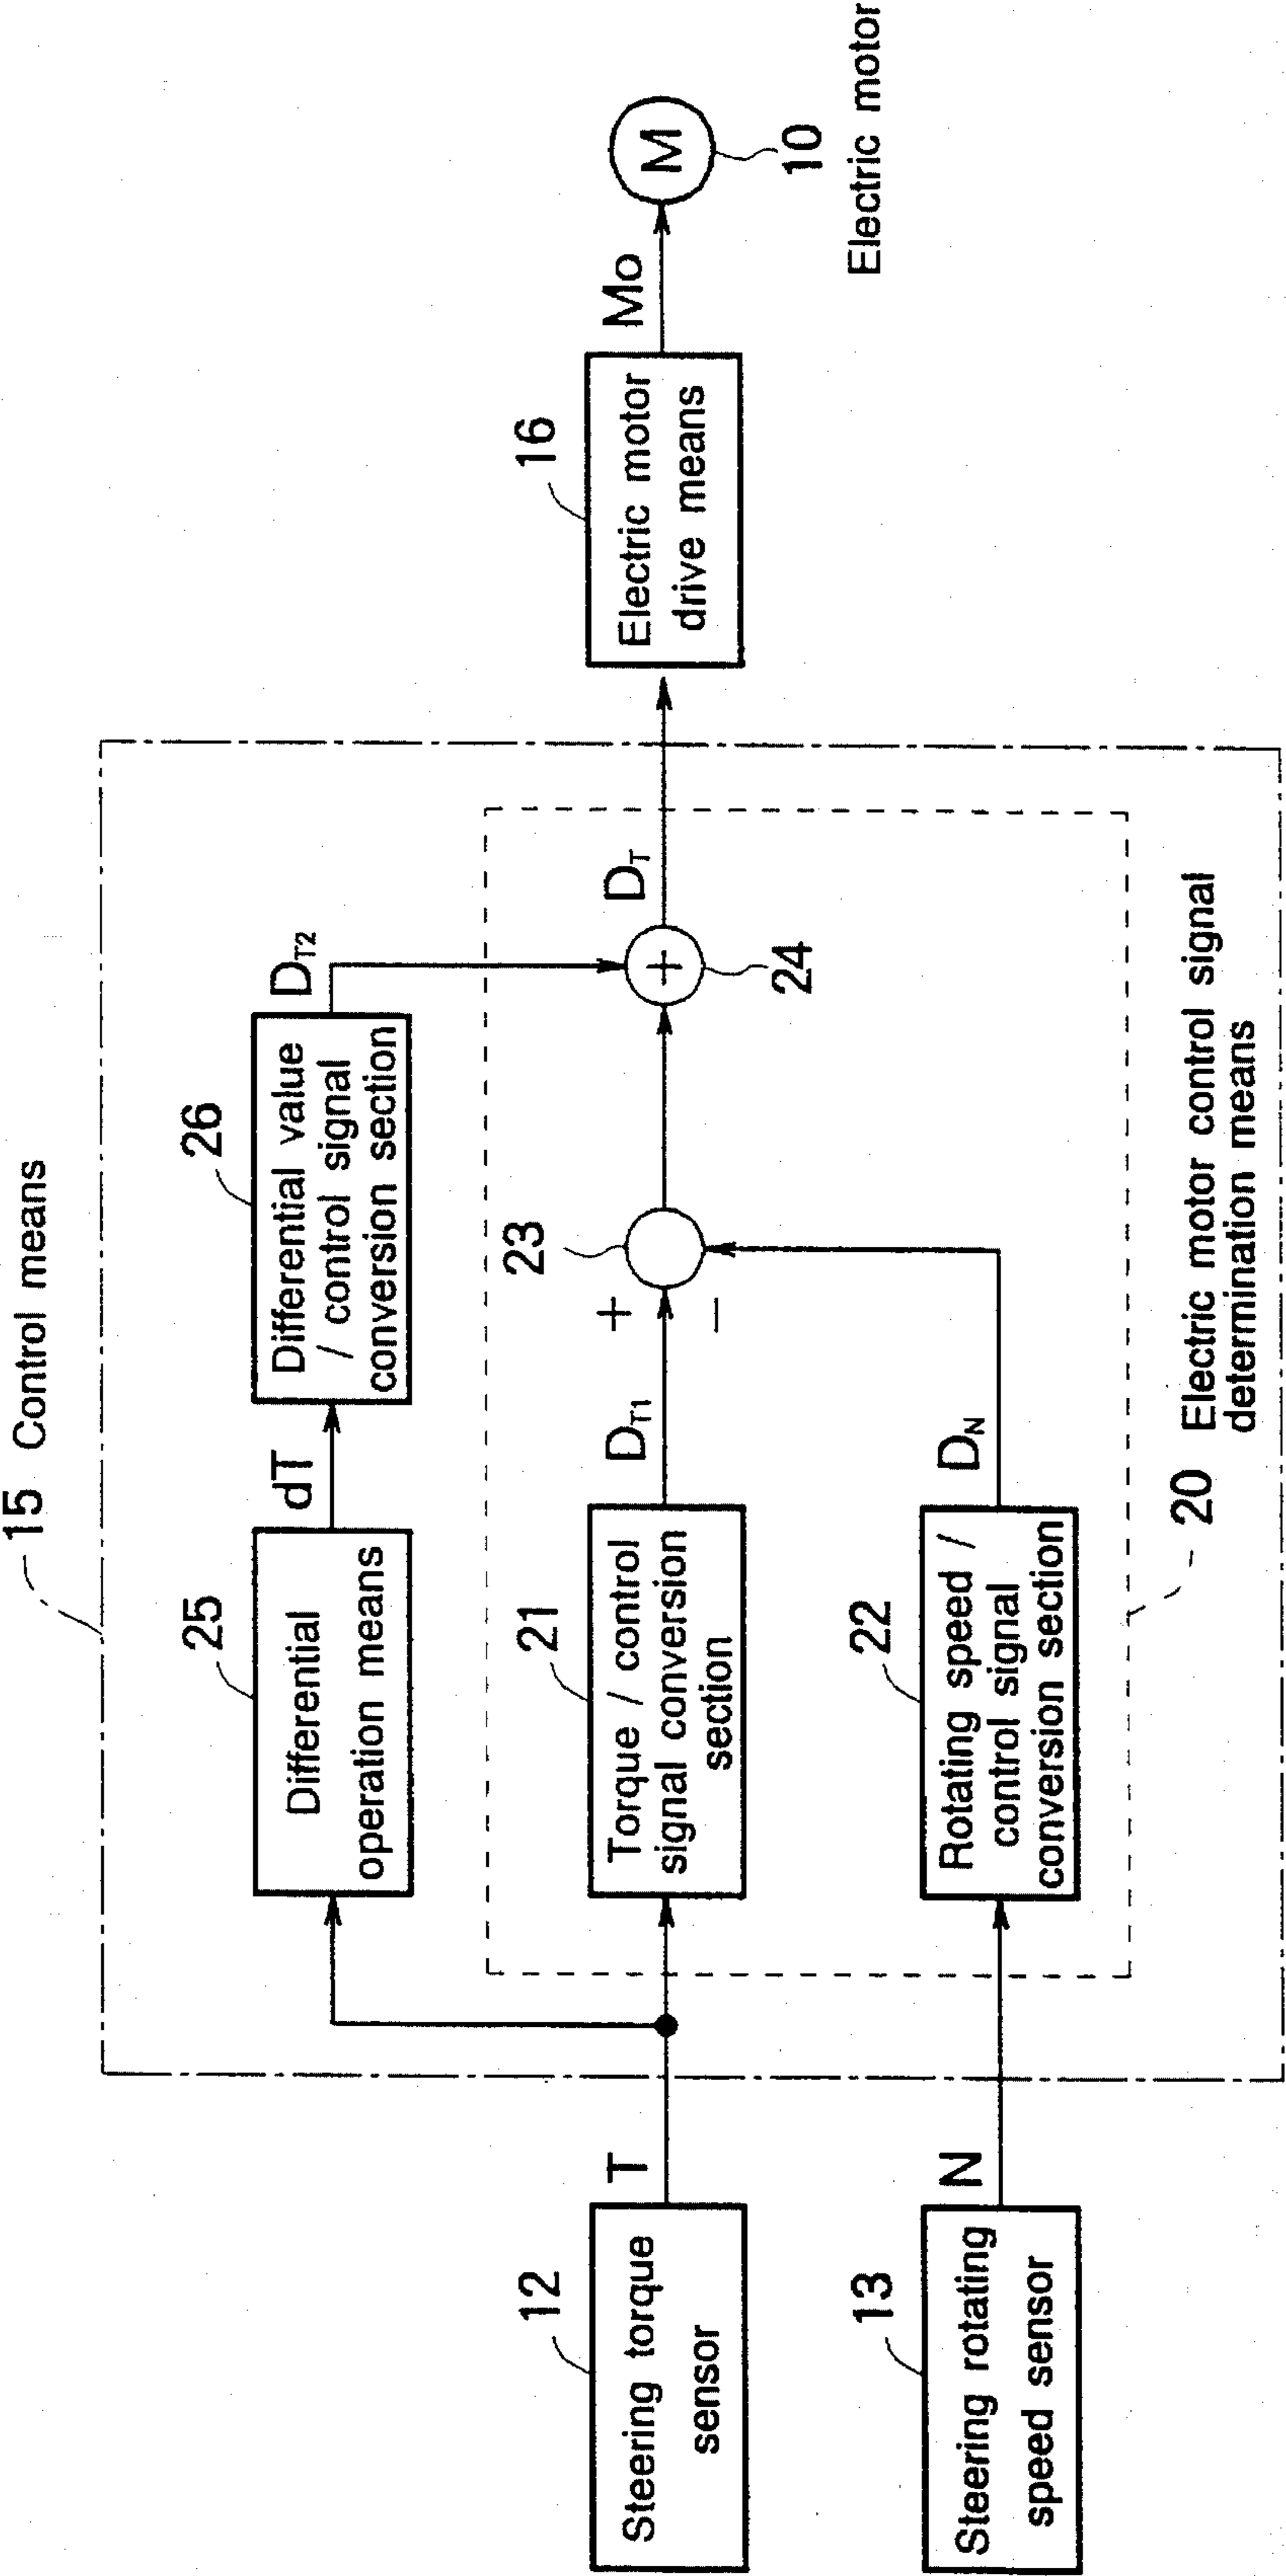 15 Control means
25
Differential
operation means
dT
26
Differential value
/ control signal
conversion section
DT2
12
Steering torque
sensor
T
21
Torque / control
signal conversion
section
DT1
23
+
−
+
24
DT
16
Electric motor
drive means
Mo
M
10
Electric motor
13
Steering rotating
speed sensor
N
22
Rotating speed /
control signal
conversion section
DN
20 Electric motor control signal
determination means